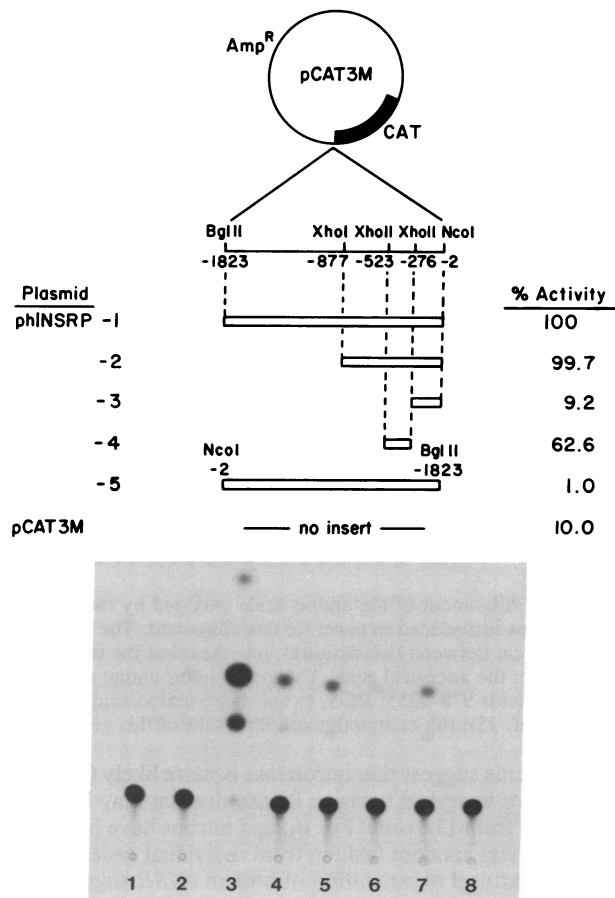 Amp^R
pCAT3M
CAT
BglII XhoI XhoII XhoII NcoI
-1823 -877 -523 -276 -2
Plasmid % Activity
phINSRP -1 100
-2 99.7
-3 9.2
-4 62.6
NcoI BglII
-2 -1823
-5 1.0
pCAT3M no insert 10.0
1 2 3 4 5 6 7 8